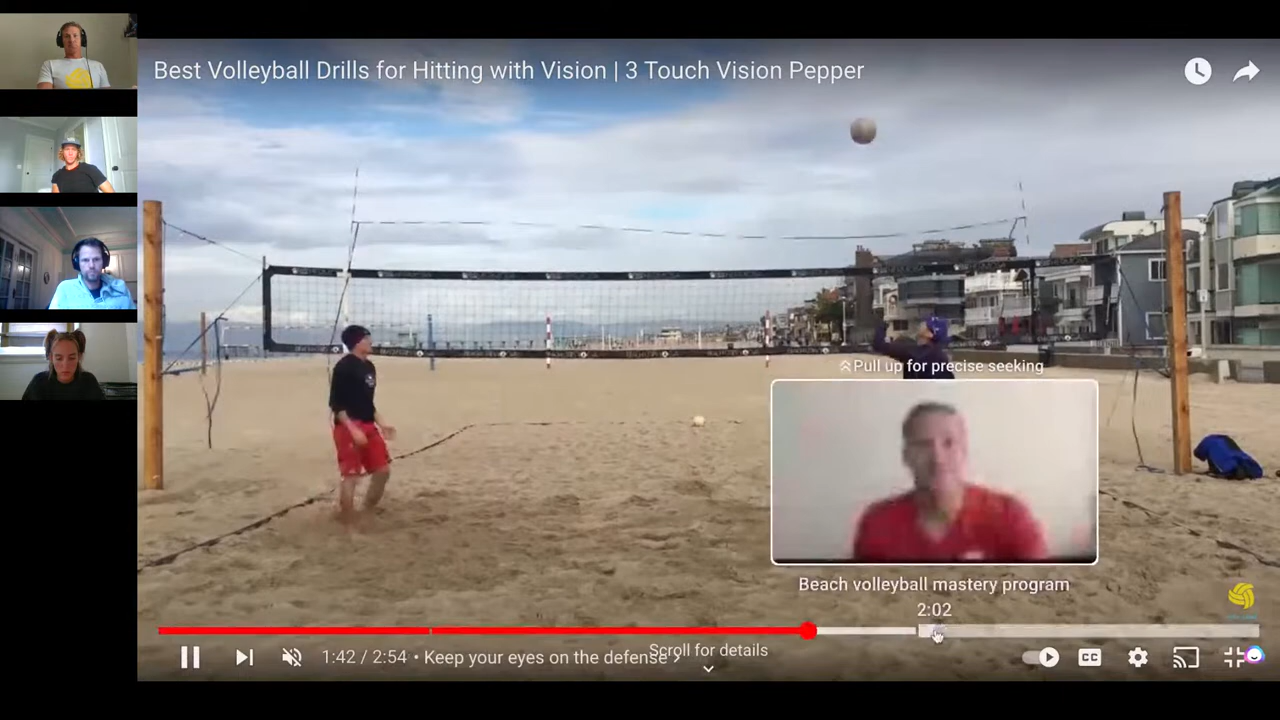 Best Volleyball Drills for Hitting with Vision | 3 Touch Vision Pepper
Pull up for precise seeking
Beach volleyball mastery program
2:02
1:42 / 2:54 • Keep your eyes on the defense >
Scroll for details
CC